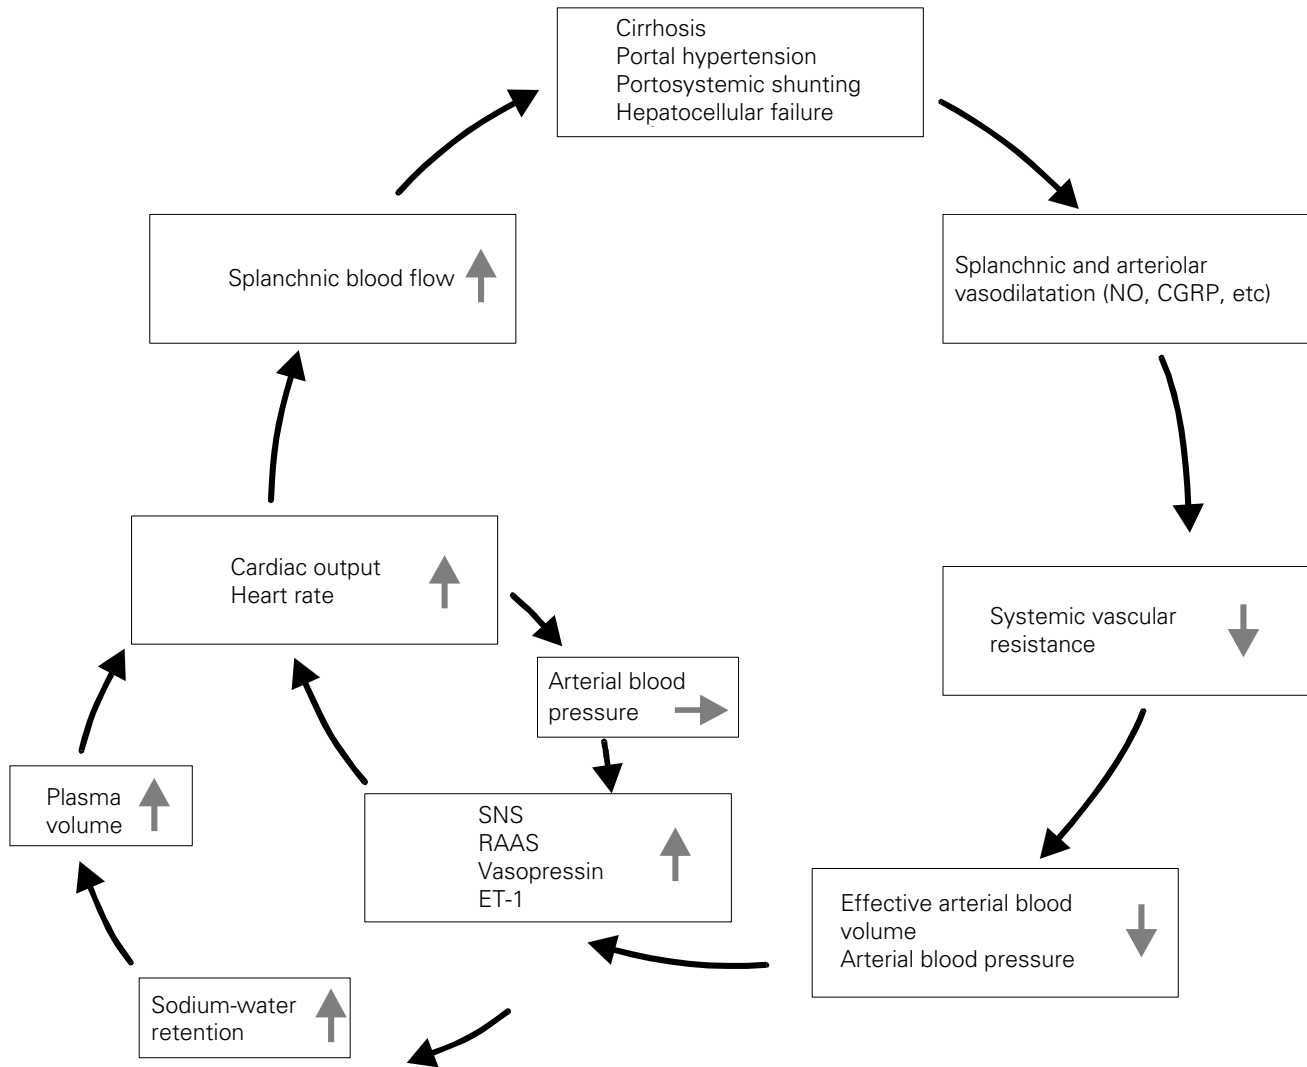 Cirrhosis
Portal hypertension
Portosystemic shunting
Hepatocellular failure
Splanchnic blood flow
Splanchnic and arteriolar
vasodilatation (NO, CGRP, etc)
Cardiac output
Heart rate
Systemic vascular
resistance
Arterial blood
pressure
Plasma
volume
SNS
RAAS
Vasopressin
ET-1
Effective arterial blood
volume
Arterial blood pressure
Sodium-water
retention